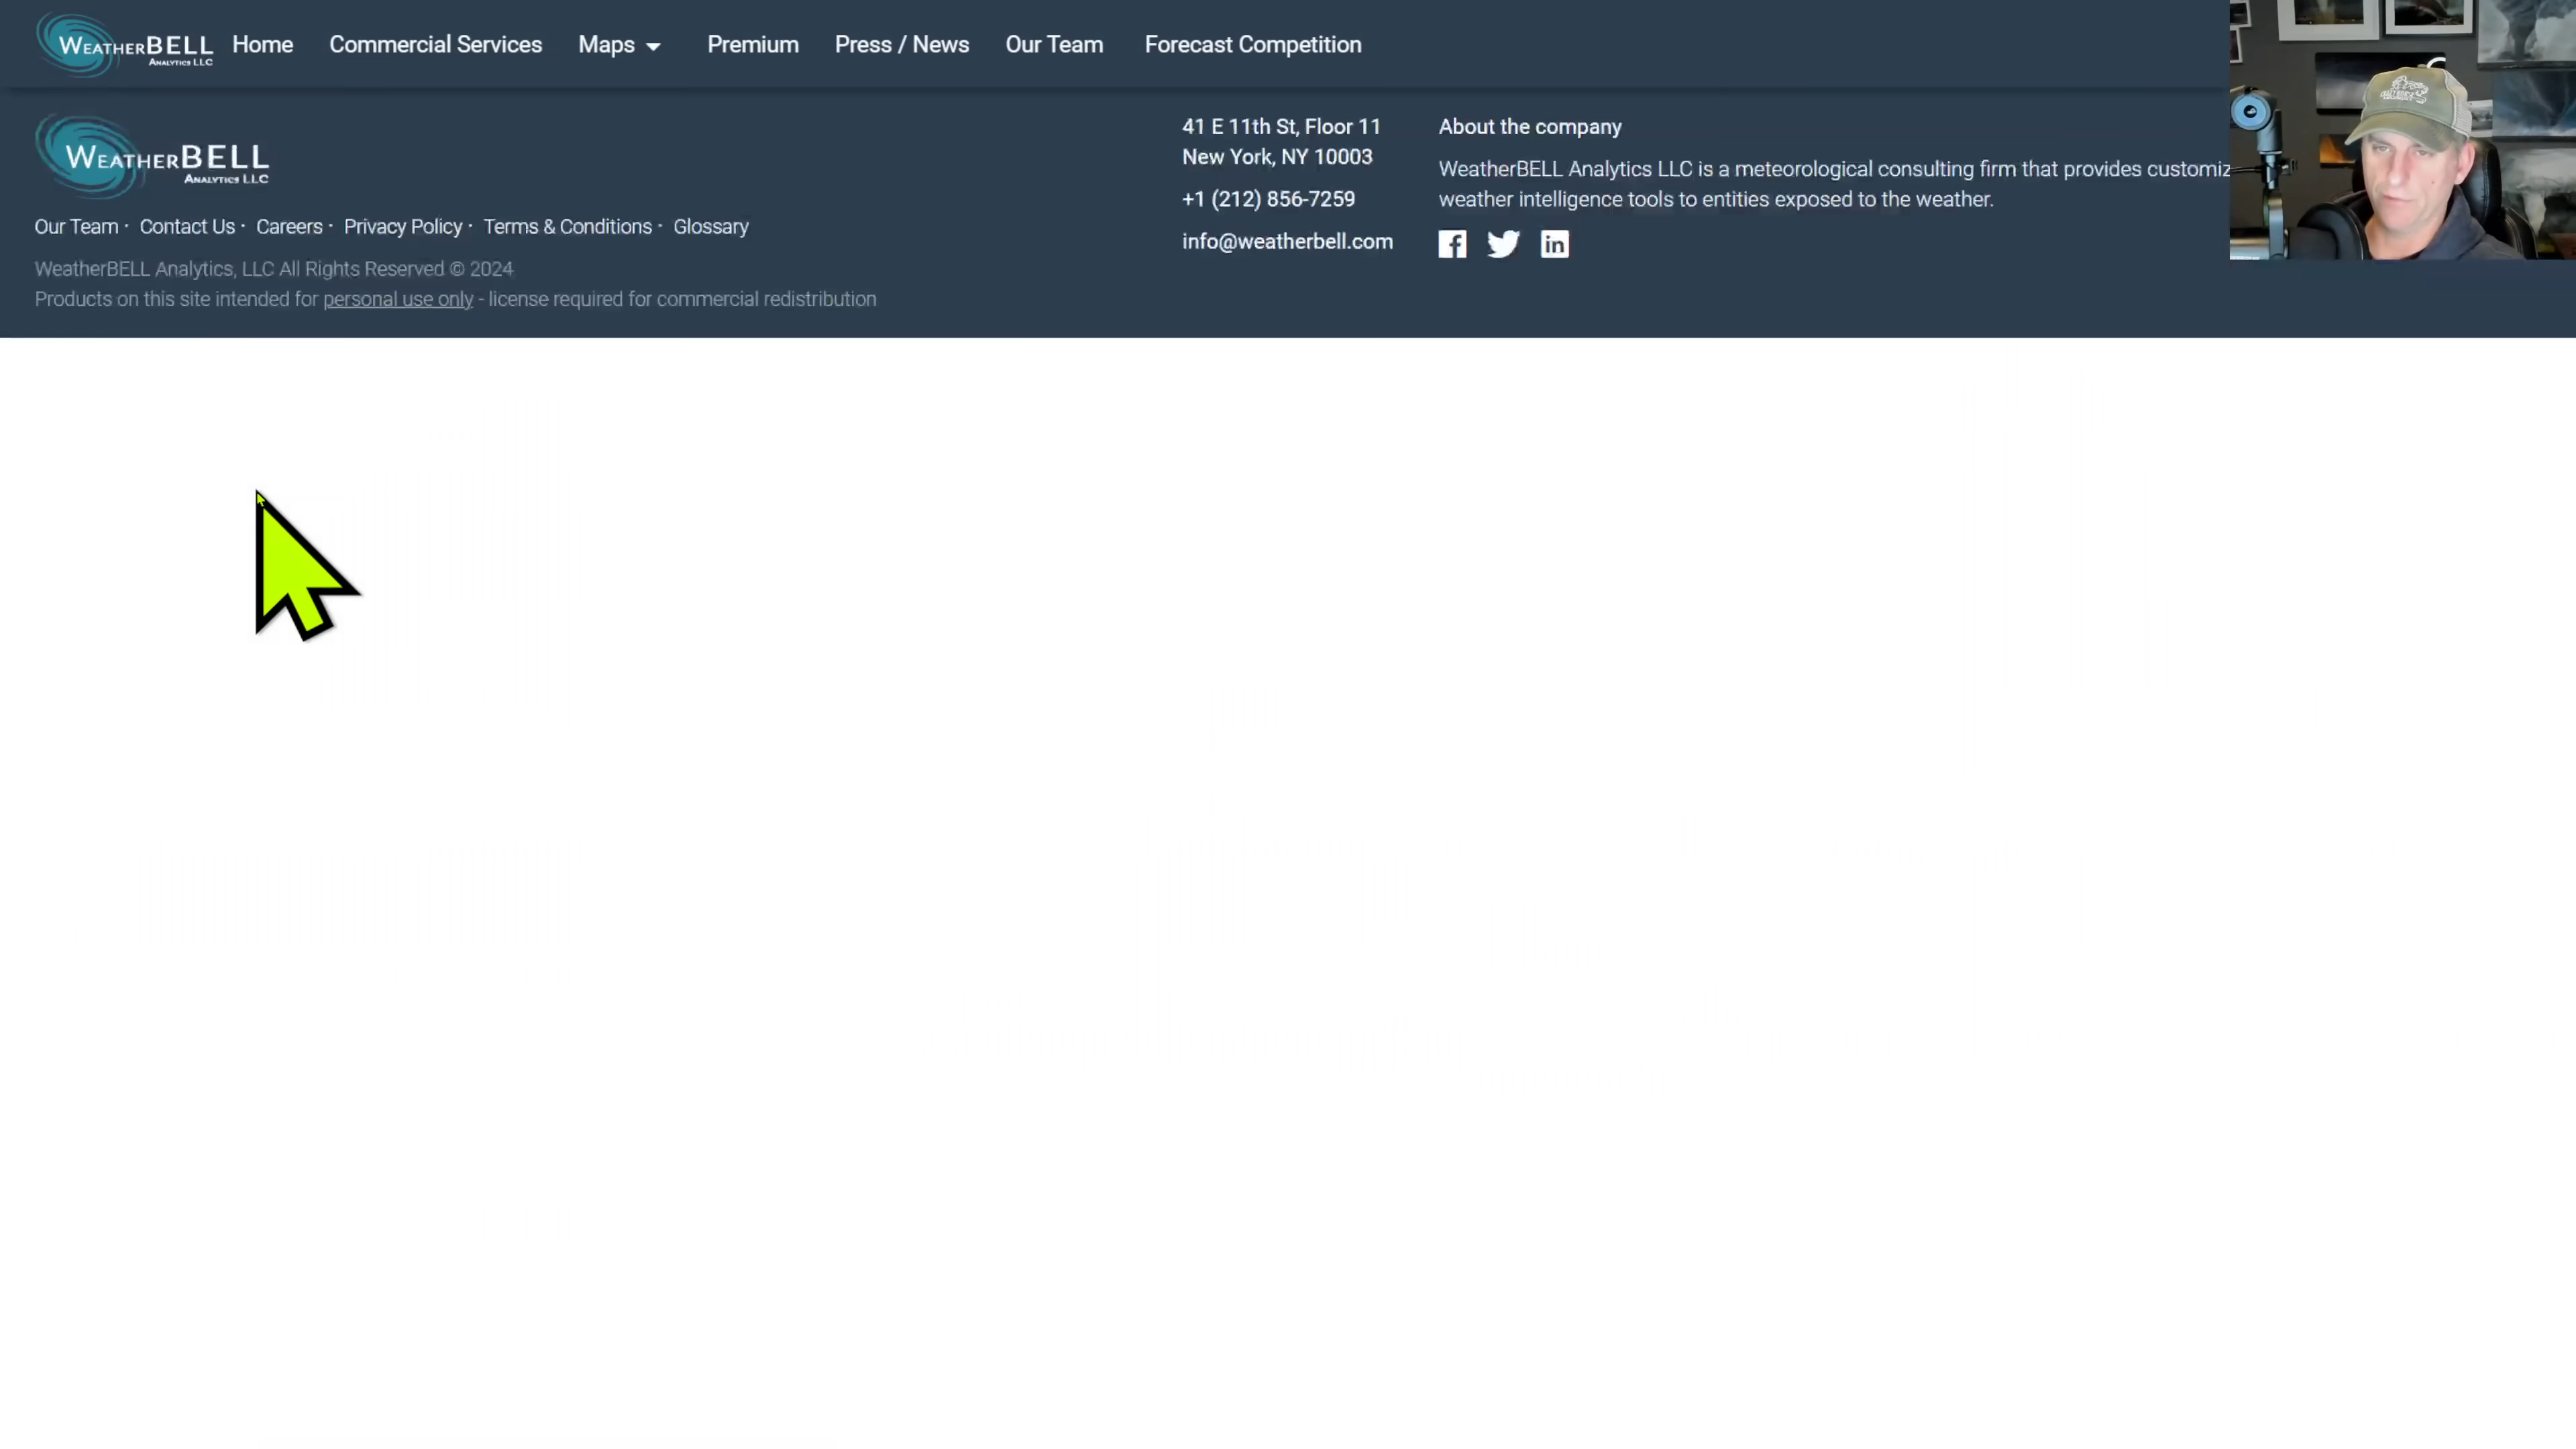 WEATHERBELL
ANALYTICS LLC
Home Commercial Services Maps Premium Press / News Our Team Forecast Competition
WEATHERBELL
ANALYTICS LLC
Our Team · Contact Us · Careers · Privacy Policy · Terms & Conditions · Glossary
WeatherBELL Analytics, LLC All Rights Reserved © 2024
Products on this site intended for personal use only - license required for commercial redistribution
41 E 11th St, Floor 11
New York, NY 10003
+1 (212) 856-7259
info@weatherbell.com
About the company
WeatherBELL Analytics LLC is a meteorological consulting firm that provides customiz
weather intelligence tools to entities exposed to the weather.